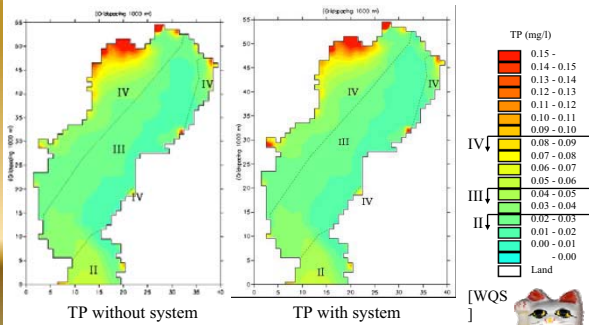 (Grid spacing 1000 m)
55
50
45
40
35
30
25
20
15
10
5
0
(Grid spacing 1000 m)
0 5 10 15 20 25 30 35 40
IV
IV
III
IV
II
TP without system
(Grid spacing 1000 m)
55
50
45
40
35
30
25
20
15
10
5
0
(Grid spacing 1000 m)
0 5 10 15 20 25 30 35 40
IV
IV
III
IV
II
TP with system
TP (mg/l)
0.15 -
0.14 - 0.15
0.13 - 0.14
0.12 - 0.13
0.11 - 0.12
0.10 - 0.11
0.09 - 0.10
IV
0.08 - 0.09
0.07 - 0.08
0.06 - 0.07
0.05 - 0.06
III
0.04 - 0.05
0.03 - 0.04
II
0.02 - 0.03
0.01 - 0.02
0.00 - 0.01
- 0.00
Land
[WQS
]